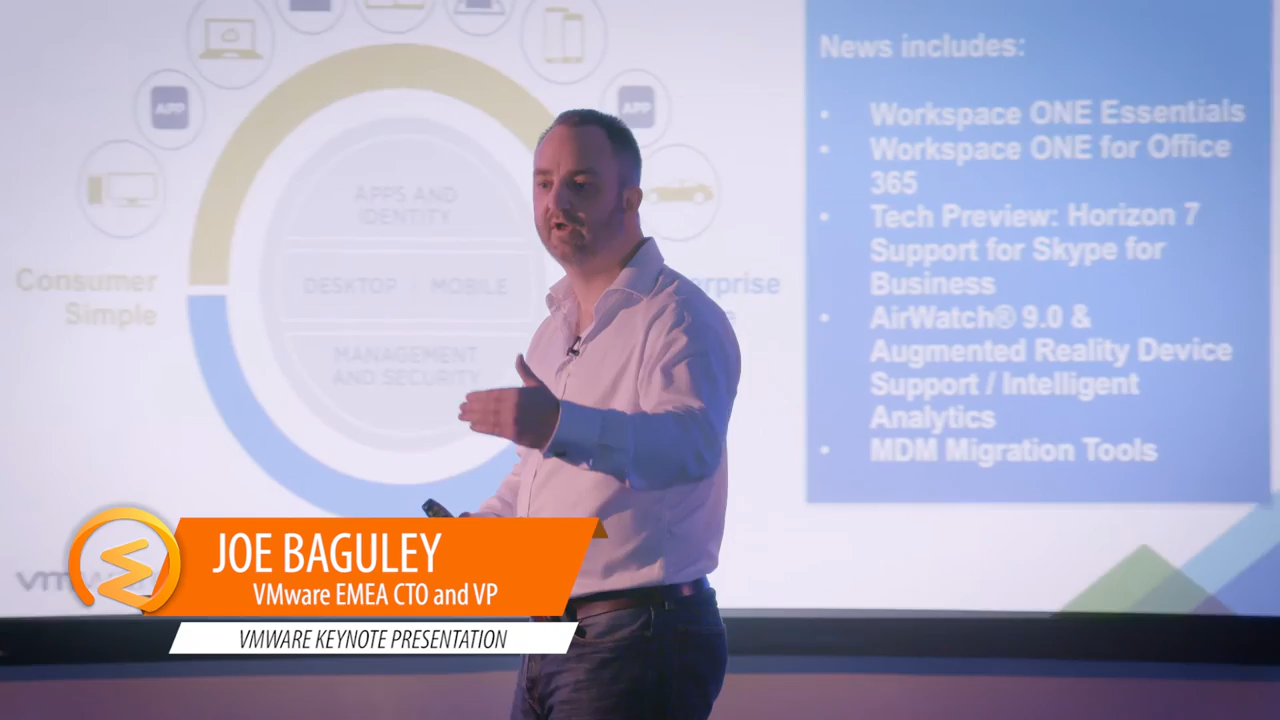 APP
APP
APPS AND
IDENTITY
DESKTOP | MOBILE
MANAGEMENT
AND SECURITY
Consumer
Simple
News includes:
• Workspace ONE Essentials
• Workspace ONE for Office
365
• Tech Preview: Horizon 7
Support for Skype for
Business
• AirWatch® 9.0 &
Augmented Reality Device
Support / Intelligent
Analytics
• MDM Migration Tools
JOE BAGULEY
VMware EMEA CTO and VP
VMWARE KEYNOTE PRESENTATION